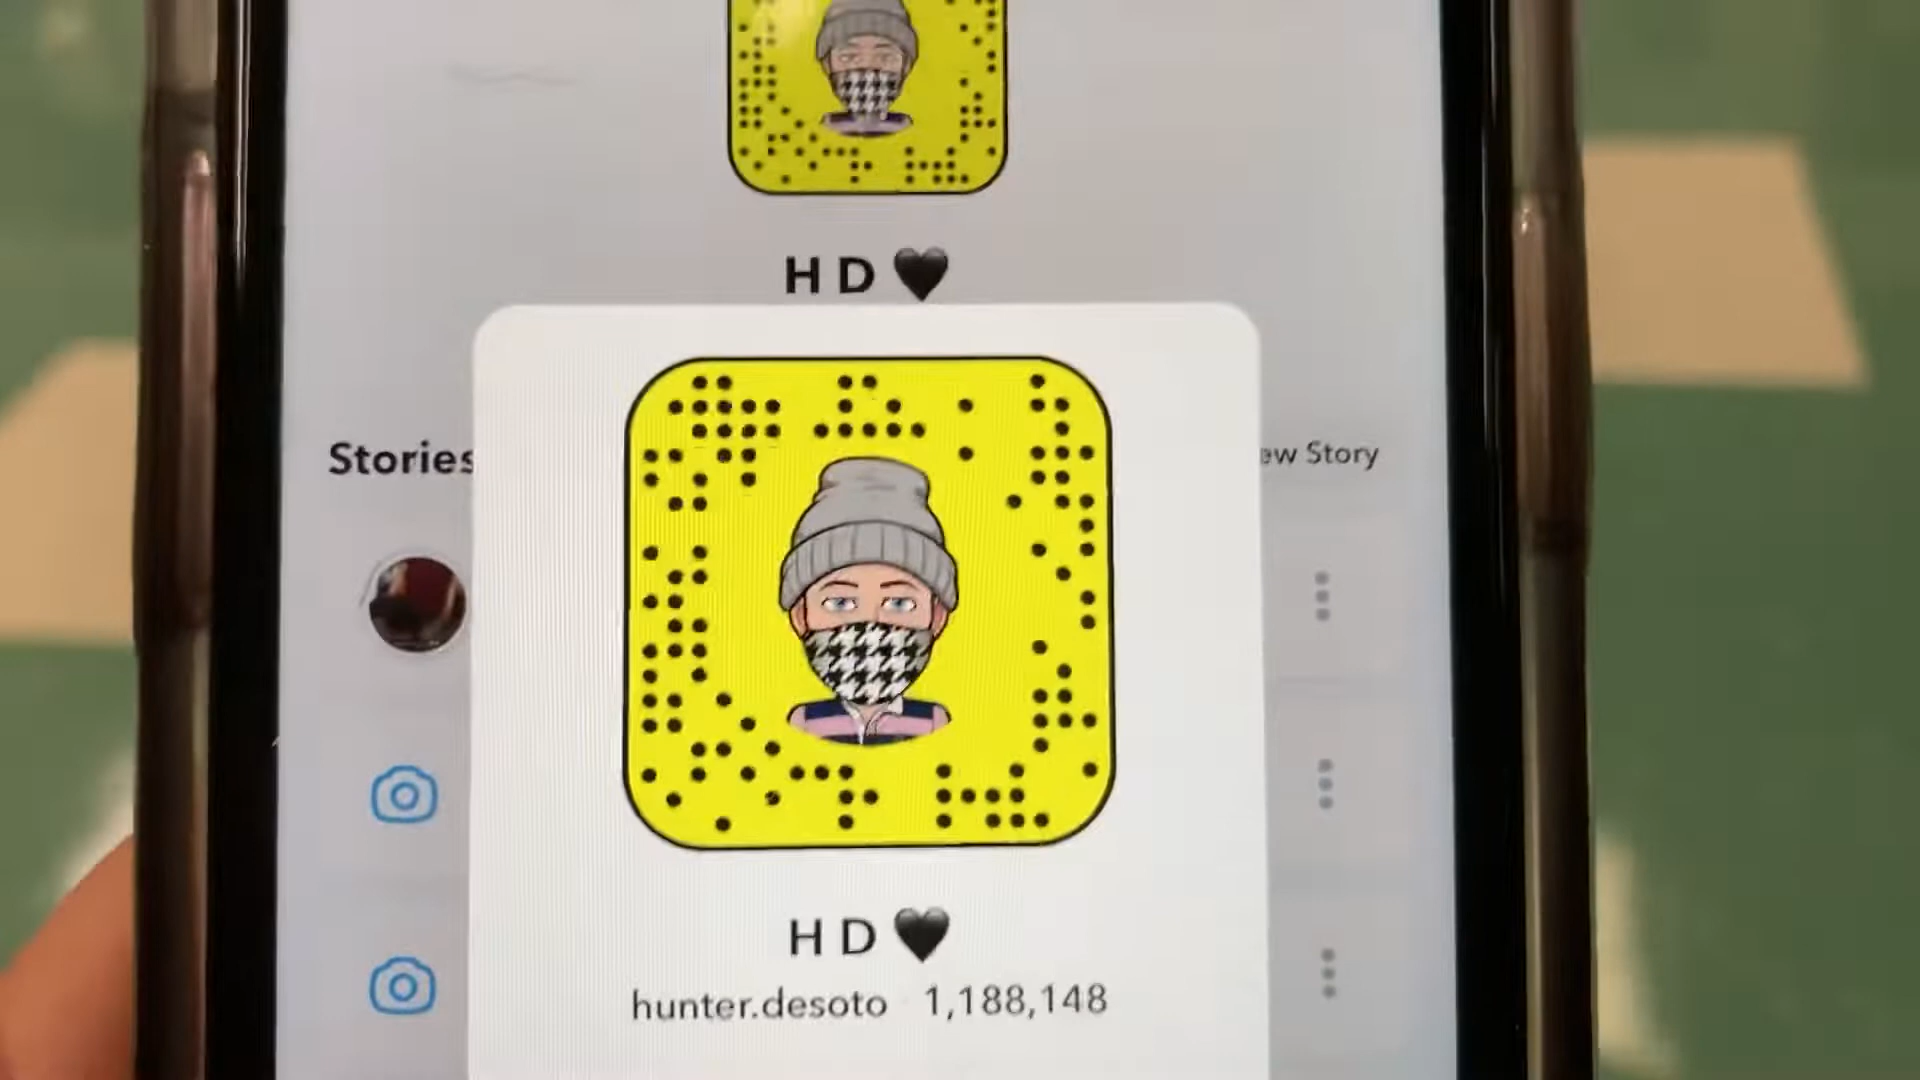 H D 🖤
Stories
ew Story
H D 🖤
hunter.desoto 1,188,148